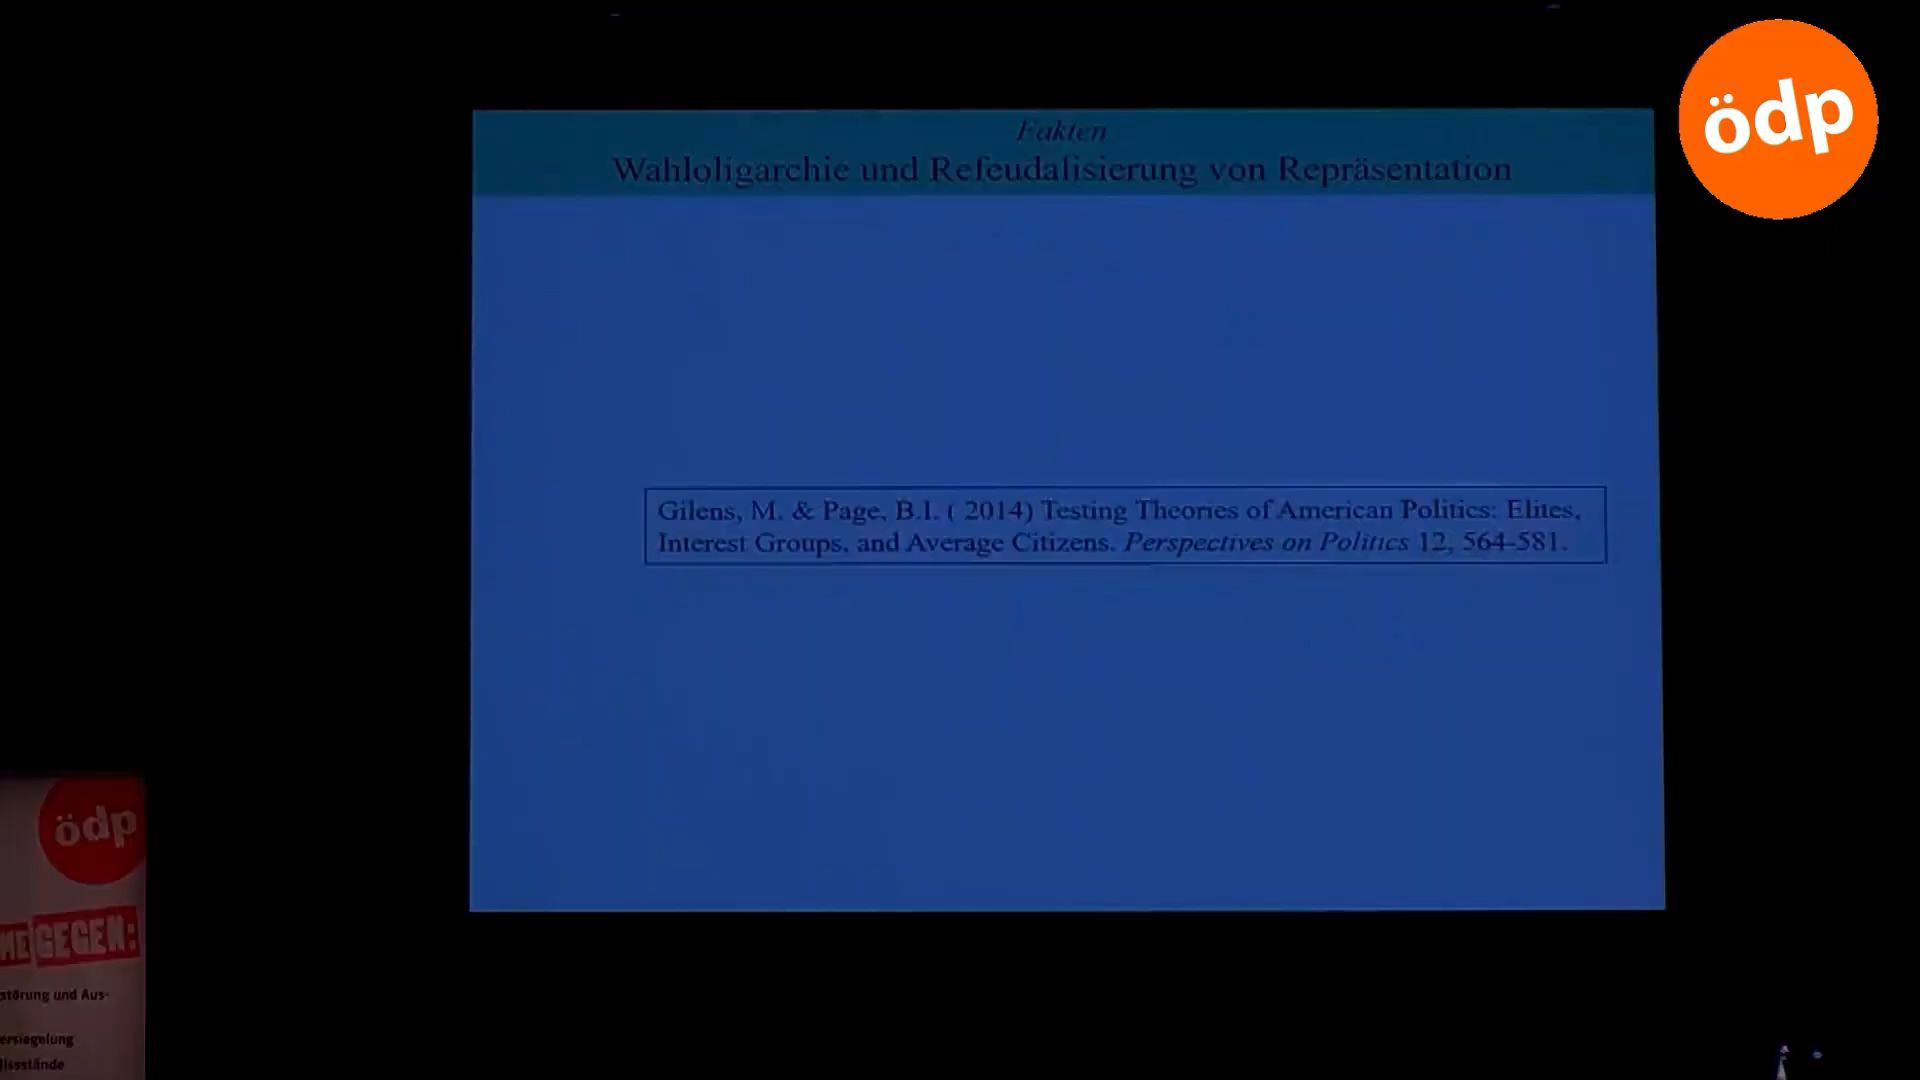 ödp
Fakten
Wahloligarchie und Refeudalisierung von Repräsentation
Gilens, M. & Page, B.I. ( 2014) Testing Theories of American Politics: Elites,
Interest Groups, and Average Citizens. Perspectives on Politics 12, 564-581.
ödp
GEGEN:
störung und Aus-
ersiegelung